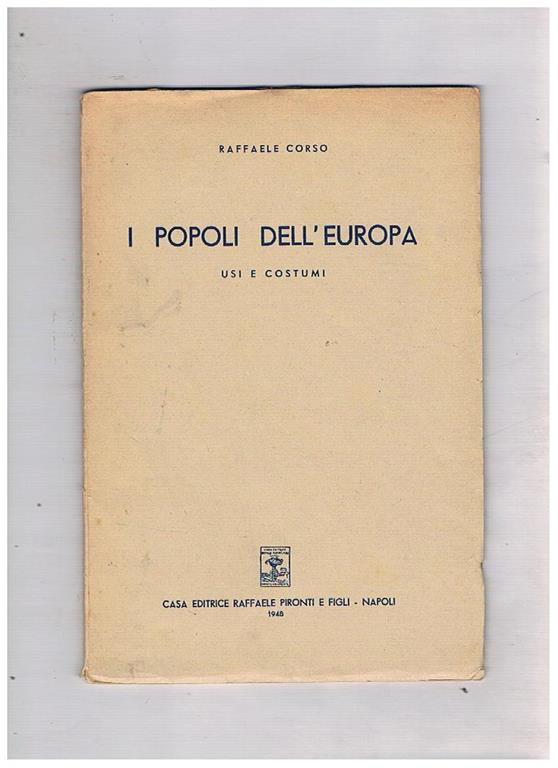 RAFFAELE CORSO
I POPOLI DELL'EUROPA
USI E COSTUMI
CASA EDITRICE RAFFAELE PIRONTI E FIGLI - NAPOLI
1948